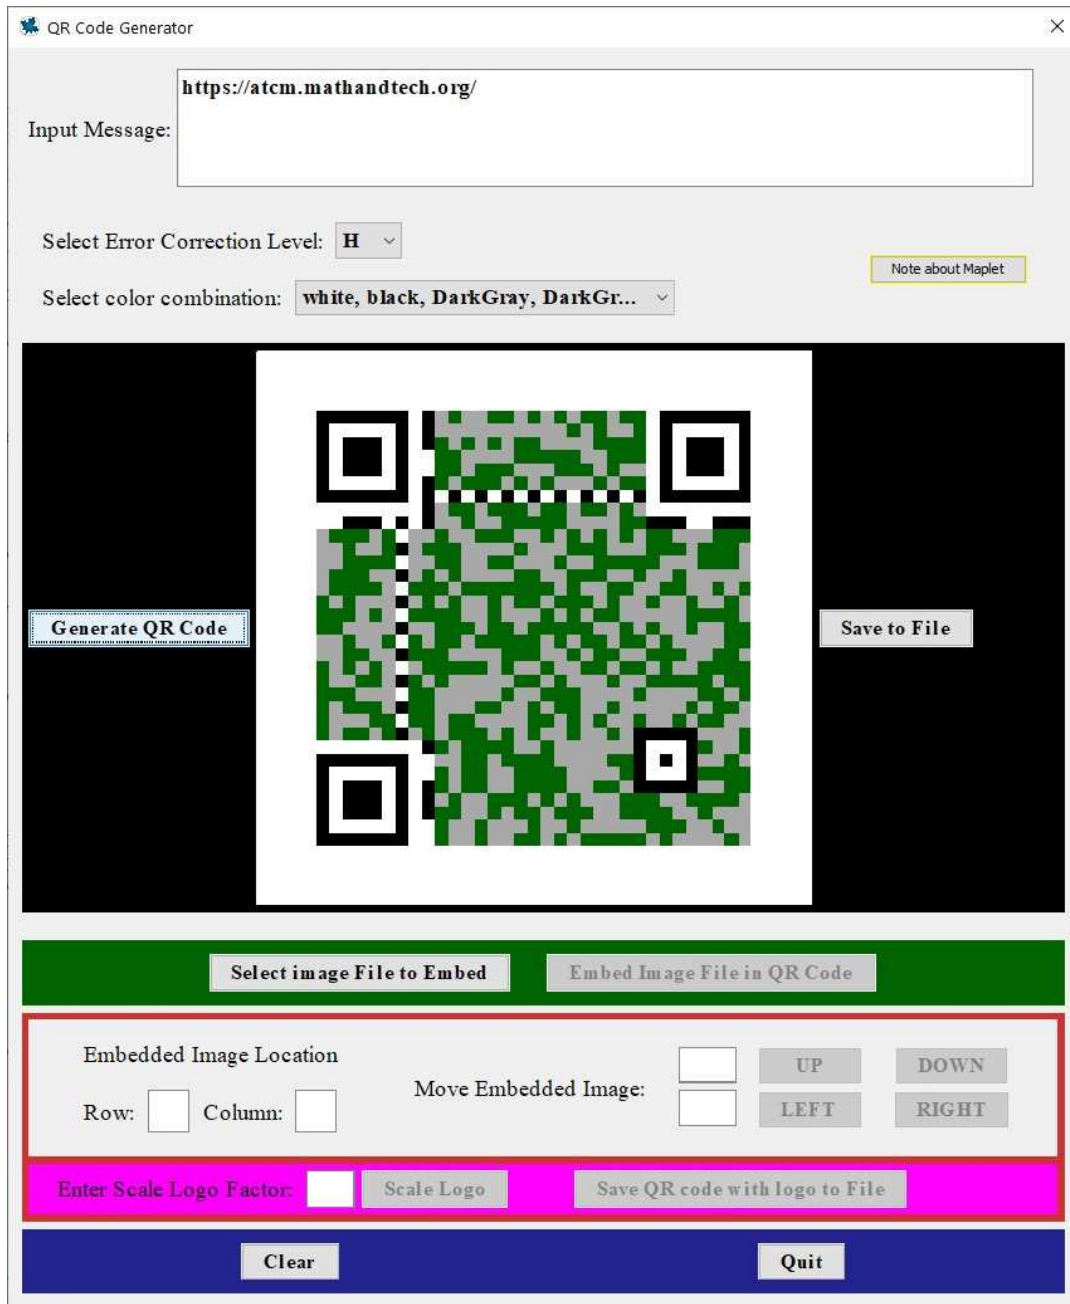 QR Code Generator
https://atcm.mathandtech.org/
Input Message:
Select Error Correction Level: H
Note about Maplet
Select color combination: white, black, DarkGray, DarkGr...
Generate QR Code
Save to File
Select image File to Embed
Embed Image File in QR Code
Embedded Image Location
Row:
Column:
Move Embedded Image:
UP
DOWN
LEFT
RIGHT
Enter Scale Logo Factor:
Scale Logo
Save QR code with logo to File
Clear
Quit